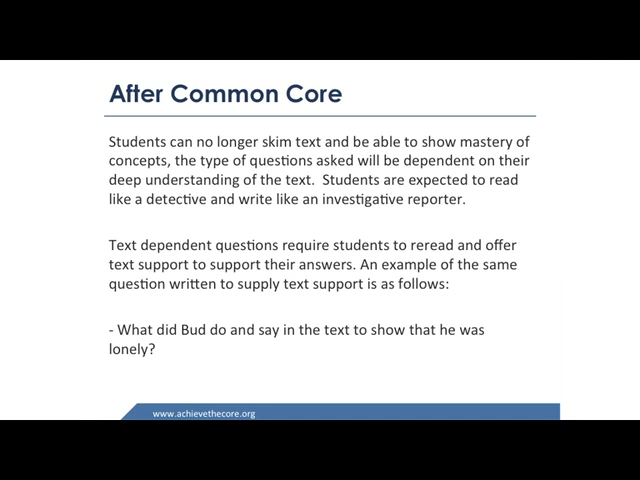 After Common Core
Students can no longer skim text and be able to show mastery of
concepts, the type of questions asked will be dependent on their
deep understanding of the text.  Students are expected to read
like a detective and write like an investigative reporter.
Text dependent questions require students to reread and offer
text support to support their answers. An example of the same
question written to supply text support is as follows:
- What did Bud do and say in the text to show that he was
lonely?
www.achievethecore.org